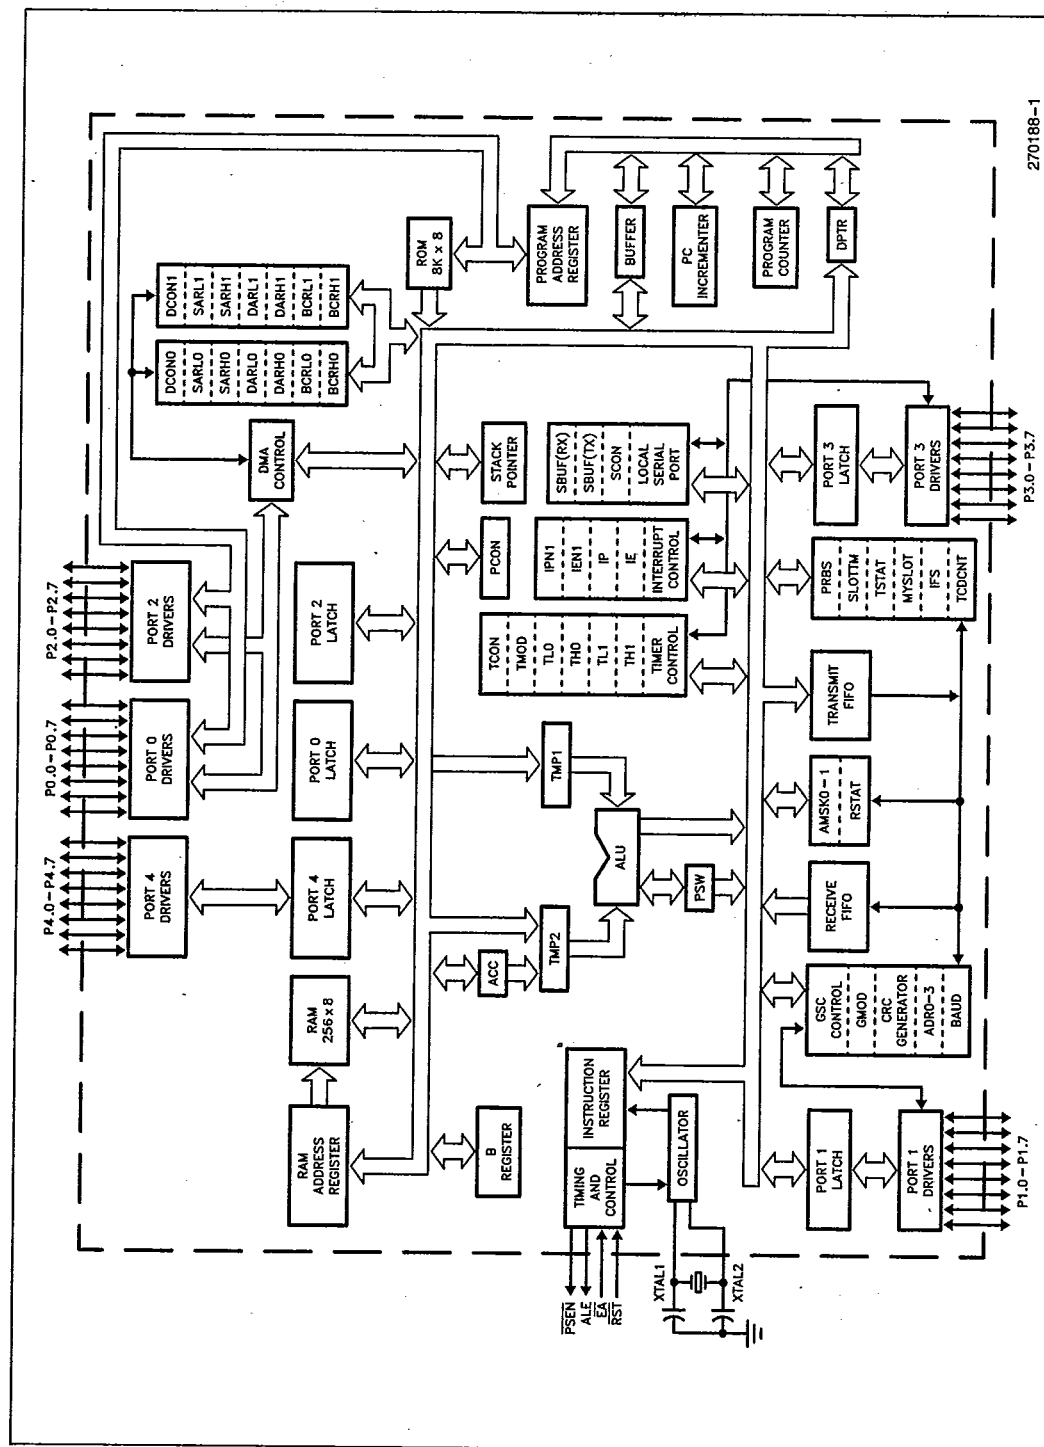 P4.0-P4.7
P0.0-P0.7
P2.0-P2.7
PORT 4
DRIVERS
PORT 0
DRIVERS
PORT 2
DRIVERS
DMA
CONTROL
DCON0
SARL0
SARH0
DARL0
DARH0
BCRL0
BCRH0
DCON1
SARL1
SARH1
DARL1
DARH1
BCRL1
BCRH1
RAM
ADDRESS
REGISTER
RAM
256 x 8
PORT 4
LATCH
PORT 0
LATCH
PORT 2
LATCH
ROM
8K x 8
B
REGISTER
ACC
PCON
STACK
POINTER
PROGRAM
ADDRESS
REGISTER
TMP2
TMP1
ALU
PSW
TCON
TMOD
TL0
TH0
TL1
TH1
TIMER
CONTROL
IPN1
IEN1
IP
IE
INTERRUPT
CONTROL
SBUF(RX)
SBUF(TX)
SCON
LOCAL
SERIAL
PORT
BUFFER
PC
INCREMENTER
PROGRAM
COUNTER
DPTR
PSEN
ALE
EA
RST
TIMING
AND
CONTROL
INSTRUCTION
REGISTER
OSCILLATOR
XTAL1
XTAL2
PORT 1
LATCH
PORT 1
DRIVERS
GSC
CONTROL
GMOD
CRC
GENERATOR
ADR0-3
BAUD
RECEIVE
FIFO
AMSK0-1
RSTAT
TRANSMIT
FIFO
PRBS
SLOTTM
TSTAT
MYSLOT
IFS
TCDCNT
PORT 3
LATCH
PORT 3
DRIVERS
P1.0-P1.7
P3.0-P3.7
270188-1